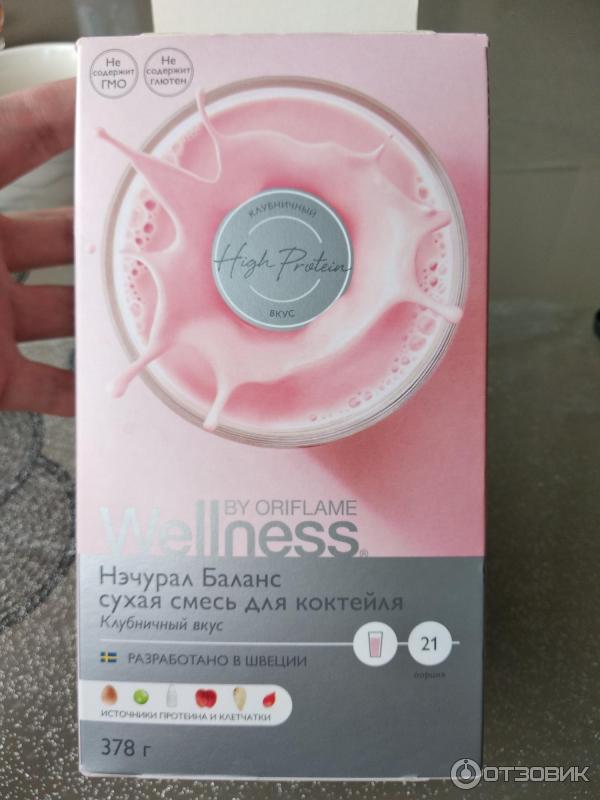 Не
содержит
ГМО
Не
содержит
глютен
КЛУБНИЧНЫЙ
High Protein
ВКУС
BY ORIFLAME
Wellness®
Нэчурал Баланс
сухая смесь для коктейля
Клубничный вкус
21
порция
РАЗРАБОТАНО В ШВЕЦИИ
ИСТОЧНИКИ ПРОТЕИНА И КЛЕТЧАТКИ
378 г
ОТЗОВИК